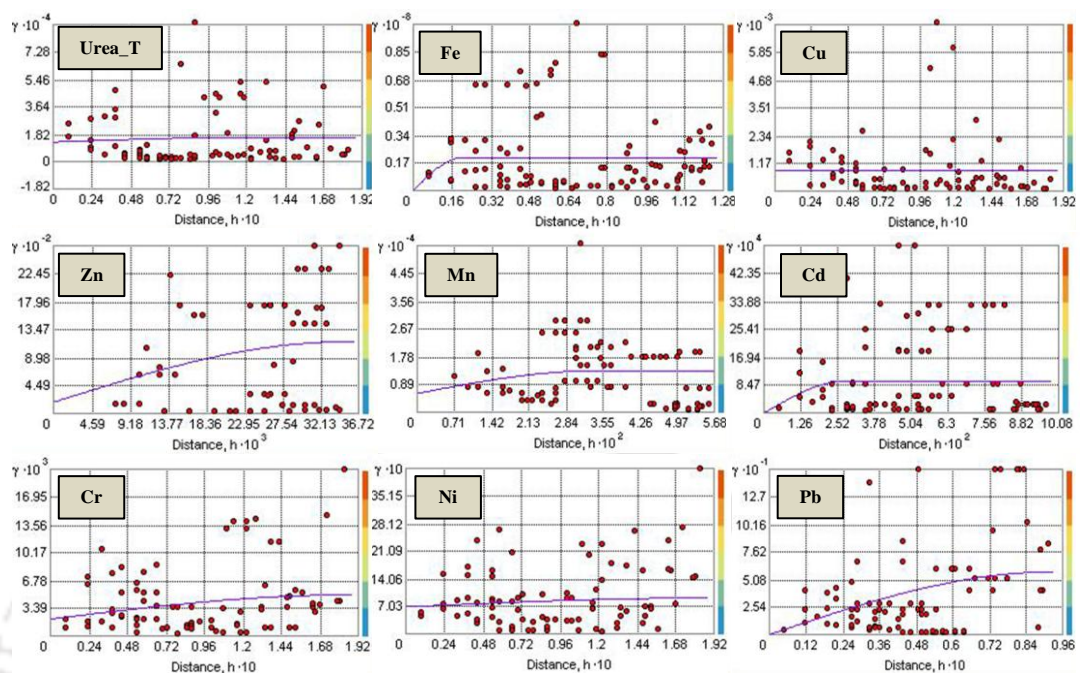 γ ·10⁻⁴
Urea_T
7.28
5.46
3.64
1.82
0
-1.82
0 0.24 0.48 0.72 0.96 1.2 1.44 1.68 1.92
Distance, h ·10
γ ·10⁻⁸
Fe
0.85
0.68
0.51
0.34
0.17
0 0.16 0.32 0.48 0.64 0.8 0.96 1.12 1.28
Distance, h ·10
γ ·10⁻³
Cu
5.85
4.68
3.51
2.34
1.17
0 0.24 0.48 0.72 0.96 1.2 1.44 1.68 1.92
Distance, h ·10
γ ·10⁻²
Zn
22.45
17.96
13.47
8.98
4.49
0 4.59 9.18 13.77 18.36 22.95 27.54 32.13 36.72
Distance, h ·10³
γ ·10⁻⁴
Mn
4.45
3.56
2.67
1.78
0.89
0 0.71 1.42 2.13 2.84 3.55 4.26 4.97 5.68
Distance, h ·10²
γ ·10⁴
Cd
42.35
33.88
25.41
16.94
8.47
0 1.26 2.52 3.78 5.04 6.3 7.56 8.82 10.08
Distance, h ·10²
γ ·10³
Cr
16.95
13.56
10.17
6.78
3.39
0 0.24 0.48 0.72 0.96 1.2 1.44 1.68 1.92
Distance, h ·10
γ ·10
Ni
35.15
28.12
21.09
14.06
7.03
0 0.24 0.48 0.72 0.96 1.2 1.44 1.68 1.92
Distance, h ·10
γ ·10⁻¹
Pb
12.7
10.16
7.62
5.08
2.54
0 0.12 0.24 0.36 0.48 0.6 0.72 0.84 0.96
Distance, h ·10